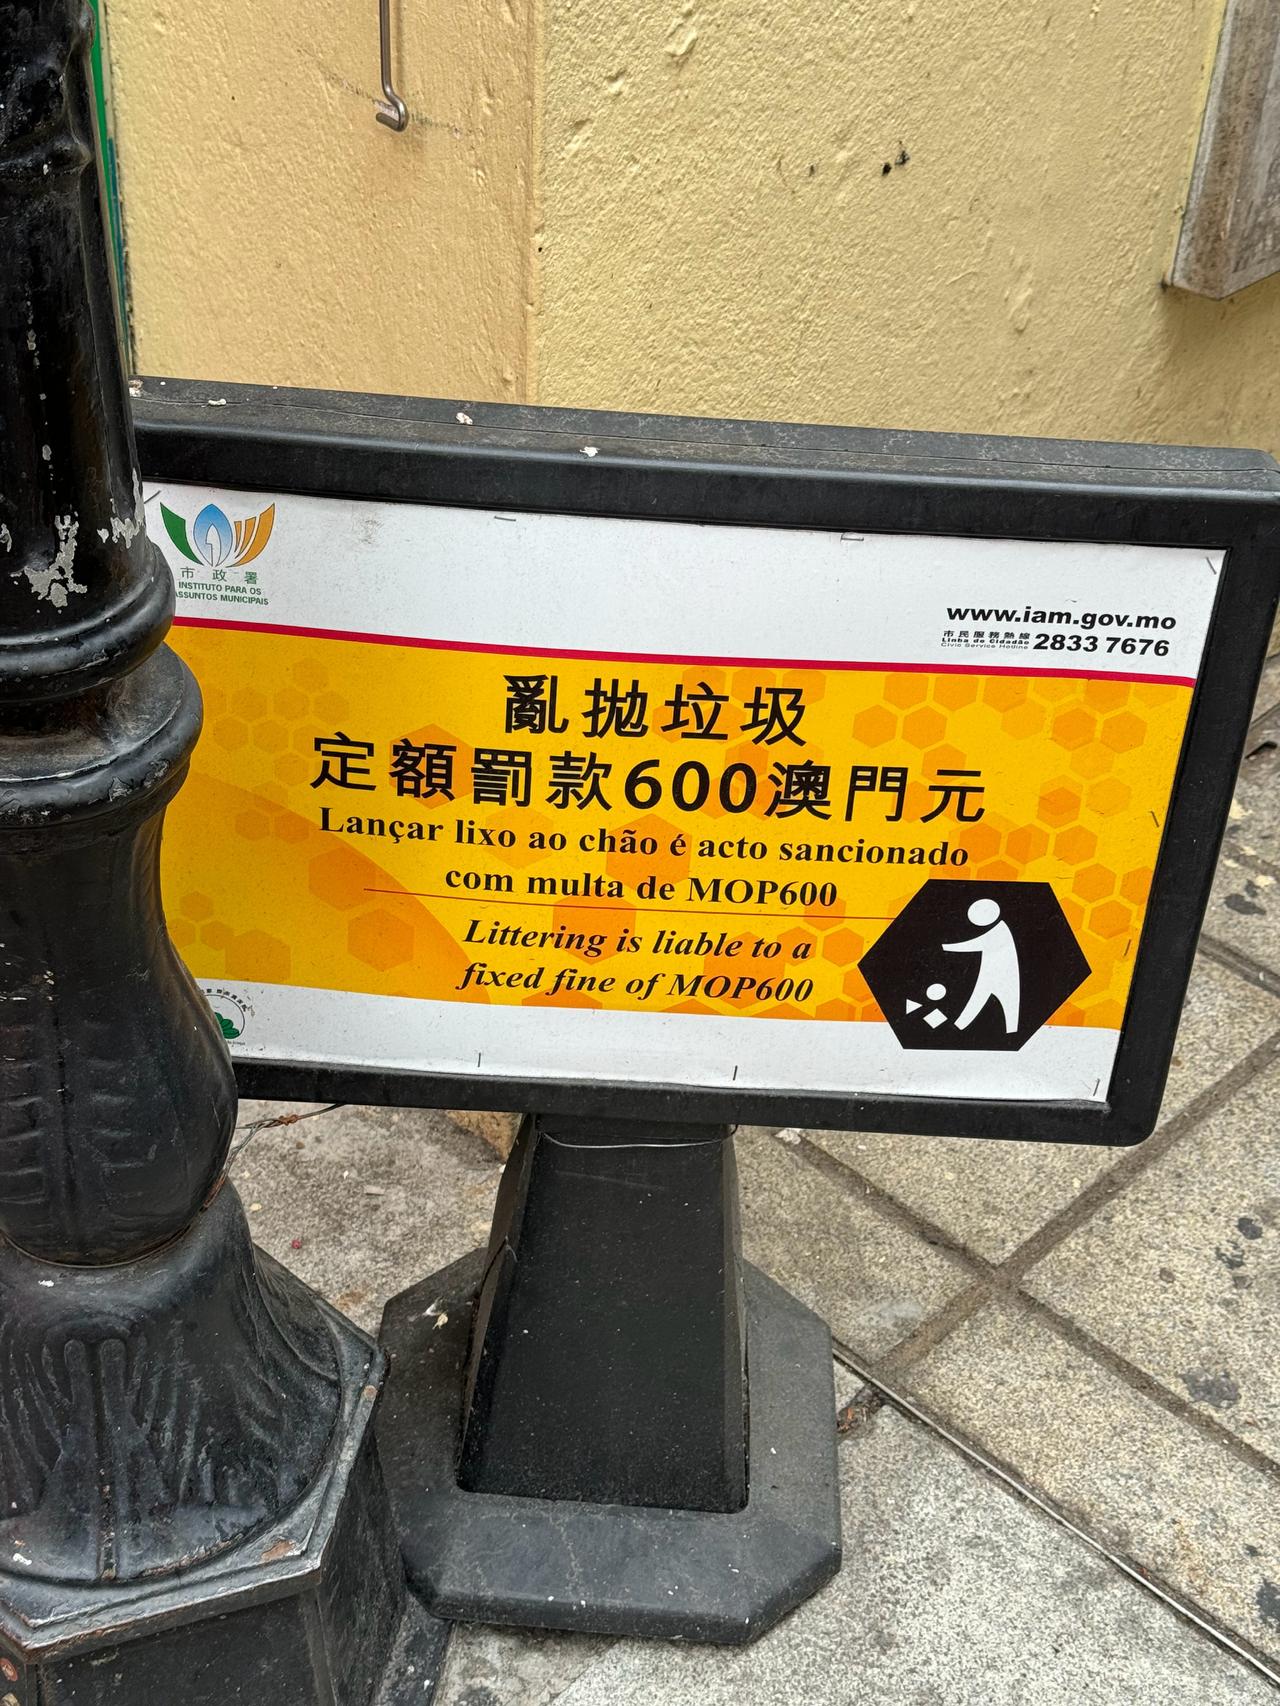 市政署
INSTITUTO PARA OS
ASSUNTOS MUNICIPAIS
www.iam.gov.mo
市民服務熱線
Linha do Cidadão
Civic Service Hotline
2833 7676
亂拋垃圾
定額罰款600澳門元
Lançar lixo ao chão é acto sancionado
com multa de MOP600
Littering is liable to a
fixed fine of MOP600